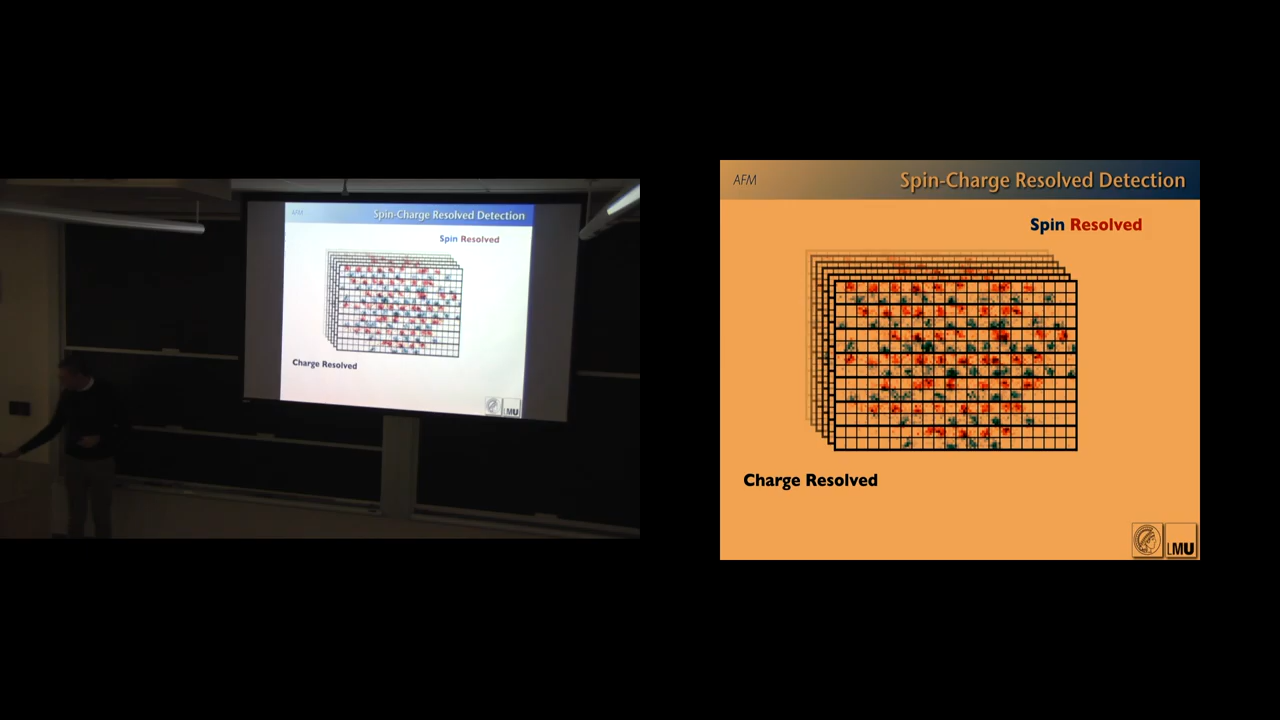 AFM
Spin-Charge Resolved Detection
Spin Resolved
Charge Resolved
MU
AFM
Spin-Charge Resolved Detection
Spin Resolved
Charge Resolved
LMU